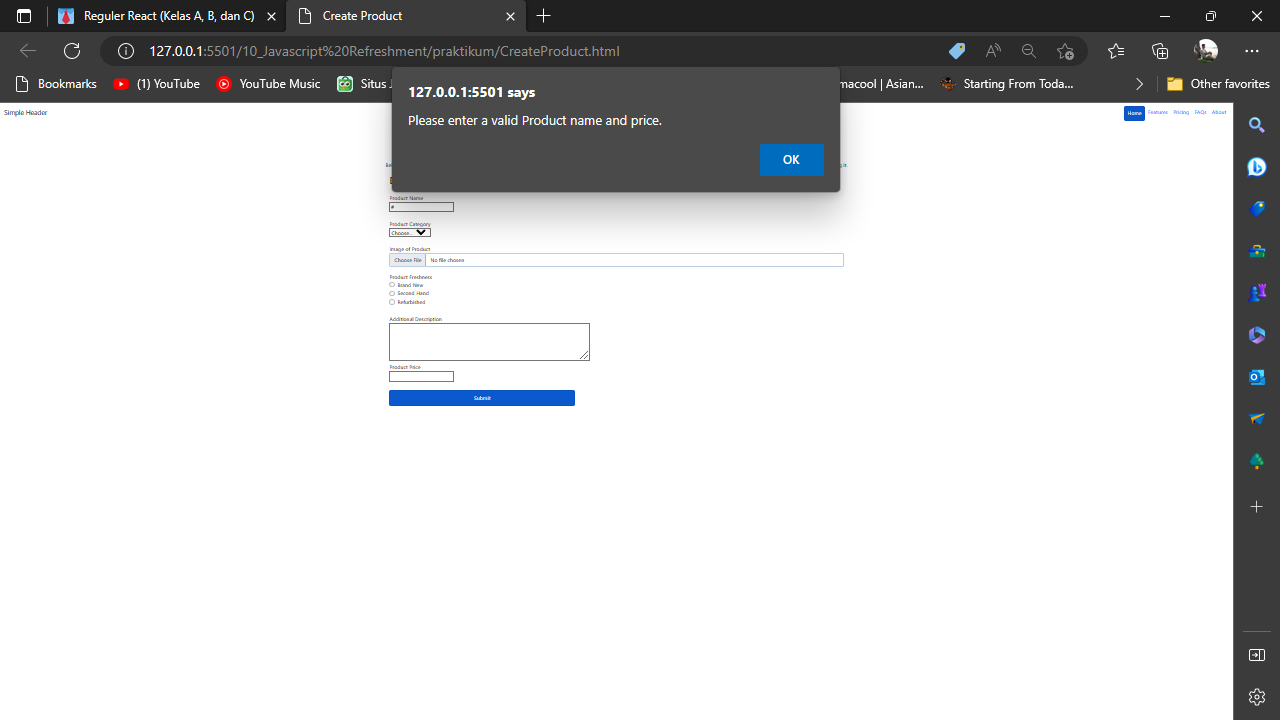 Reguler React (Kelas A, B, dan C)
Create Product
127.0.0.1:5501/10_Javascript%20Refreshment/praktikum/CreateProduct.html
Bookmarks
(1) YouTube
YouTube Music
Situs J
macool | Asian...
Starting From Toda...
Other favorites
127.0.0.1:5501 says
Please enter a valid Product name and price.
OK
Simple Header
Home
Features
Pricing
FAQs
About
Product Name
#
Product Category
Choose...
Image of Product
Choose File
No file chosen
Product Freshness
Brand New
Second Hand
Refurbished
Additional Description
Product Price
Submit